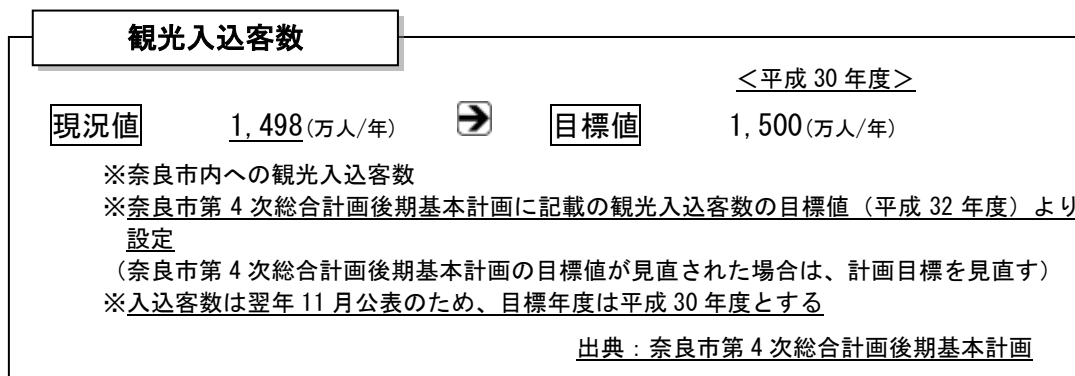 観光入込客数
＜平成 30 年度＞
現況値 1,498(万人/年) → 目標値 1,500(万人/年)
※奈良市内への観光入込客数
※奈良市第 4 次総合計画後期基本計画に記載の観光入込客数の目標値（平成 32 年度）より
設定
（奈良市第 4 次総合計画後期基本計画の目標値が見直された場合は、計画目標を見直す）
※入込客数は翌年 11 月公表のため、目標年度は平成 30 年度とする
出典：奈良市第 4 次総合計画後期基本計画